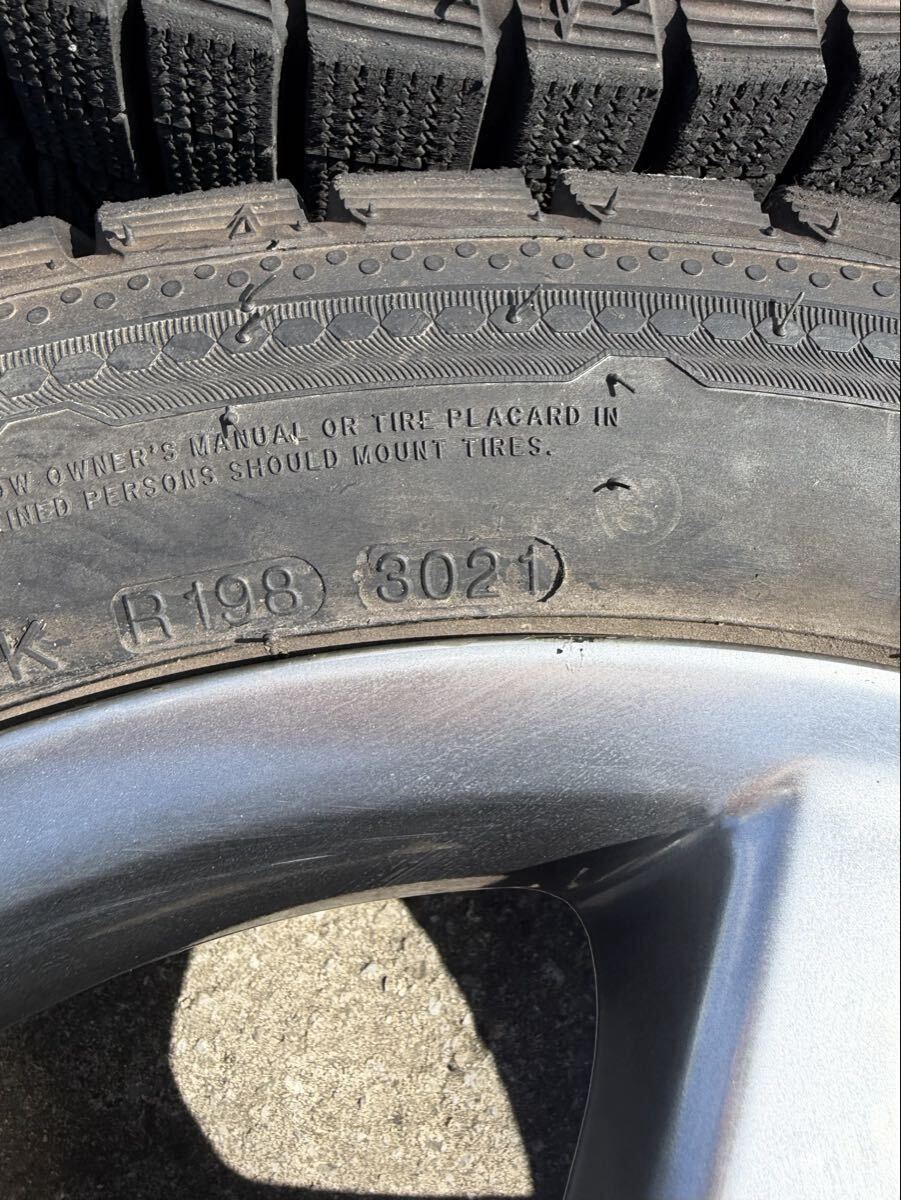 OW OWNER'S MANUAL OR TIRE PLACARD IN
INED PERSONS SHOULD MOUNT TIRES.
K R198 3021